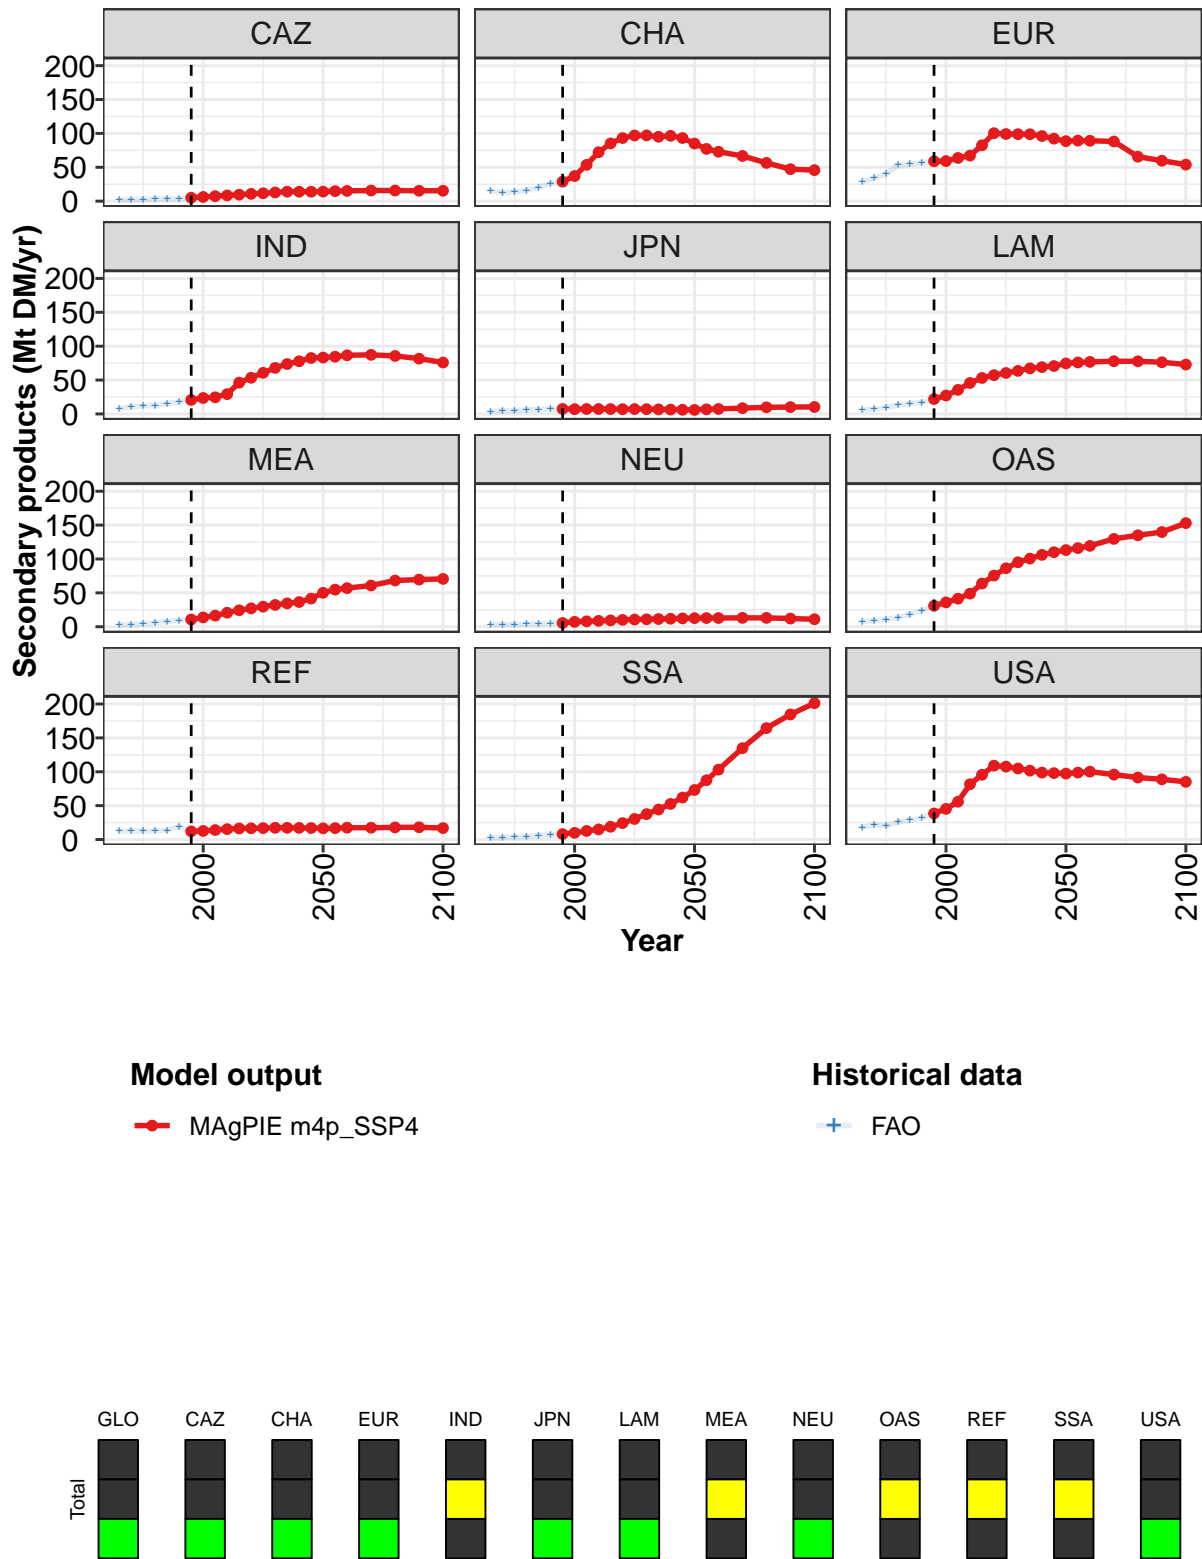 CAZ CHA EUR
200
150
100
50
0
IND JPN LAM
200
150
100
50
0
MEA NEU OAS
200
150
100
50
0
REF SSA USA
200
150
100
50
0
Secondary products (Mt DM/yr)
2000 2050 2100 2000 2050 2100 2000 2050 2100
Year
Model output Historical data
MAgPIE m4p_SSP4 FAO
GLO CAZ CHA EUR IND JPN LAM MEA NEU OAS REF SSA USA
Total